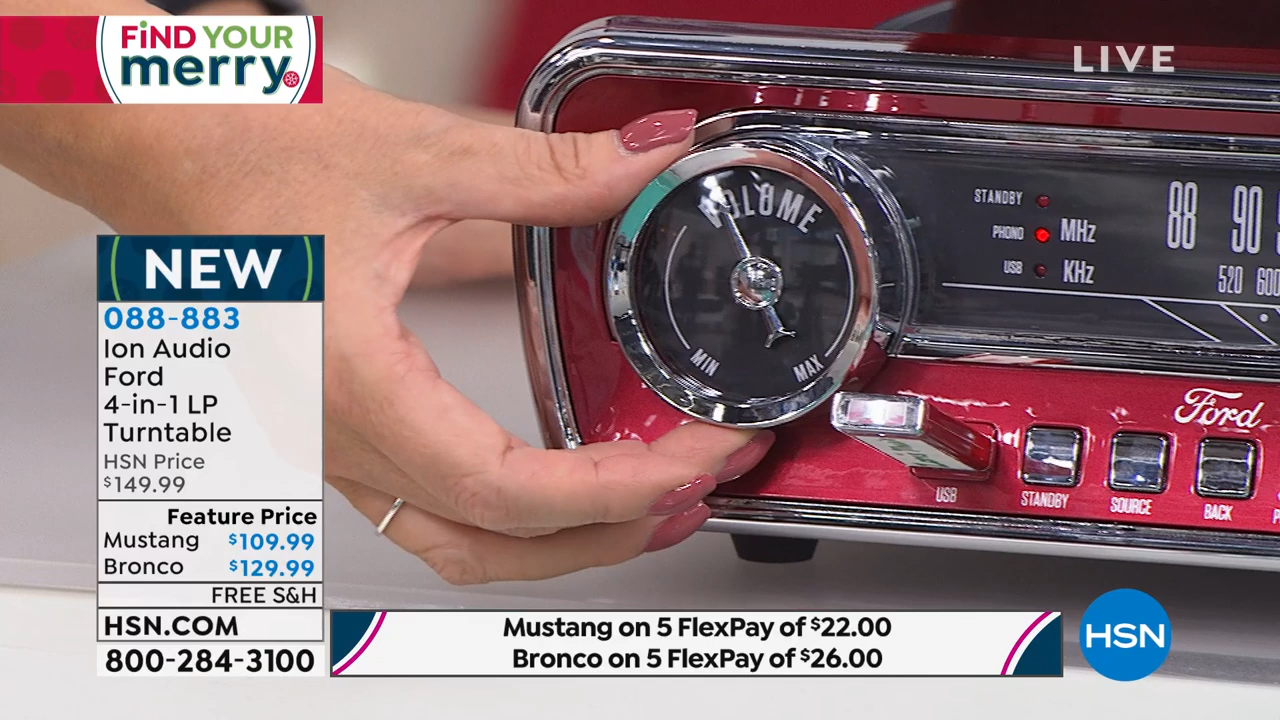 FiND YOUR
merry
LIVE
NEW
088-883
Ion Audio
Ford
4-in-1 LP
Turntable
HSN Price
$149.99
Feature Price
Mustang $109.99
Bronco $129.99
FREE S&H
HSN.COM
800-284-3100
VOLUME
MIN MAX
STANDBY
PHONO MHz
USB KHz
88 90
520 600
Ford
USB STANDBY SOURCE BACK
Mustang on 5 FlexPay of $22.00
Bronco on 5 FlexPay of $26.00
HSN